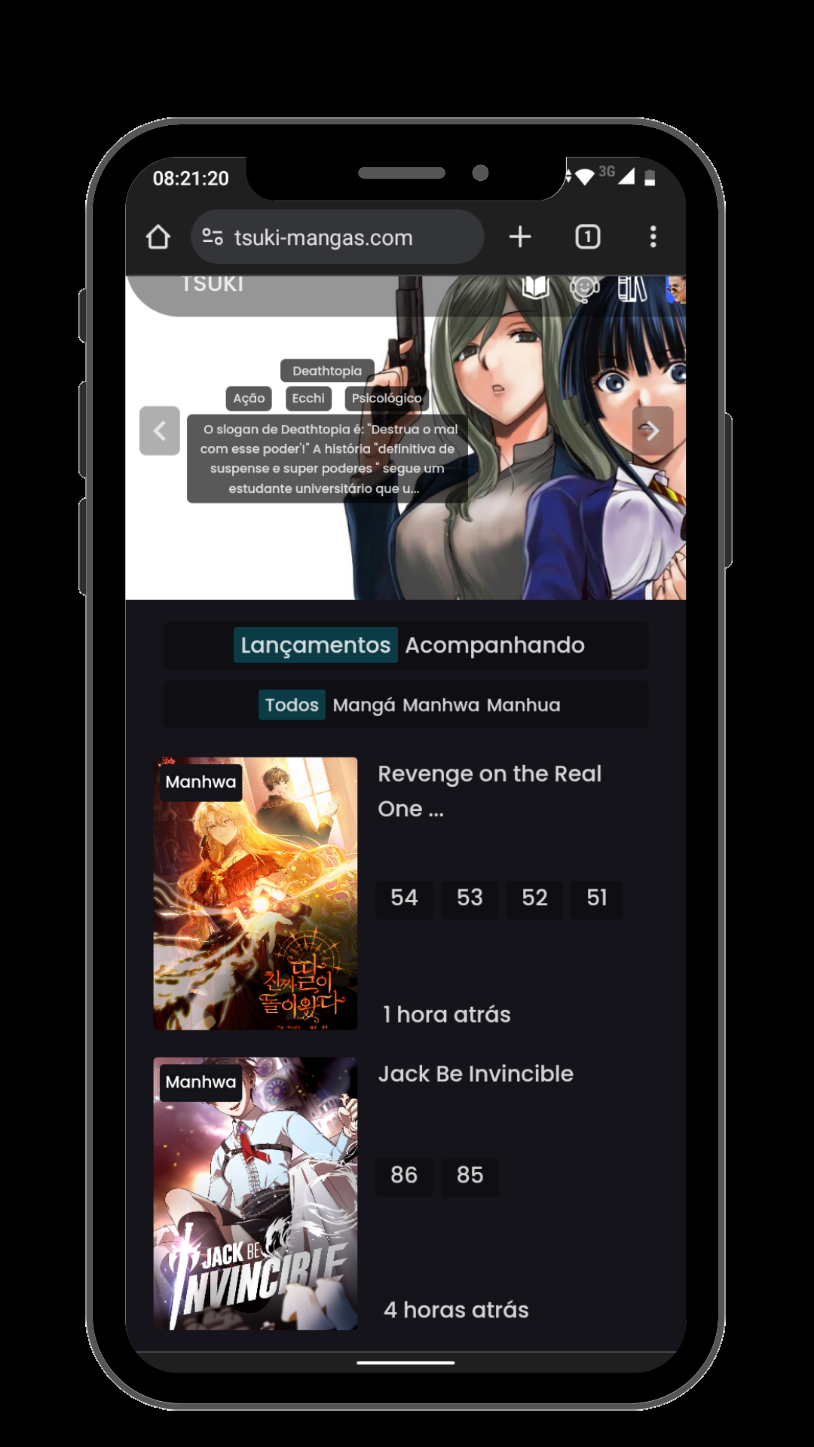 08:21:20
3G
tsuki-mangas.com
1
TSUKI
Deathtopia
Ação Ecchi Psicológico
O slogan de Deathtopia é: "Destrua o mal
com esse poder'!" A história "definitiva de
suspense e super poderes " segue um
estudante universitário que u...
Lançamentos Acompanhando
Todos Mangá Manhwa Manhua
Manhwa
Revenge on the Real
One ...
54 53 52 51
친짜 딸이
돌아왔다
1 hora atrás
Manhwa
Jack Be Invincible
86 85
JACK BE
INVINCIBLE
4 horas atrás